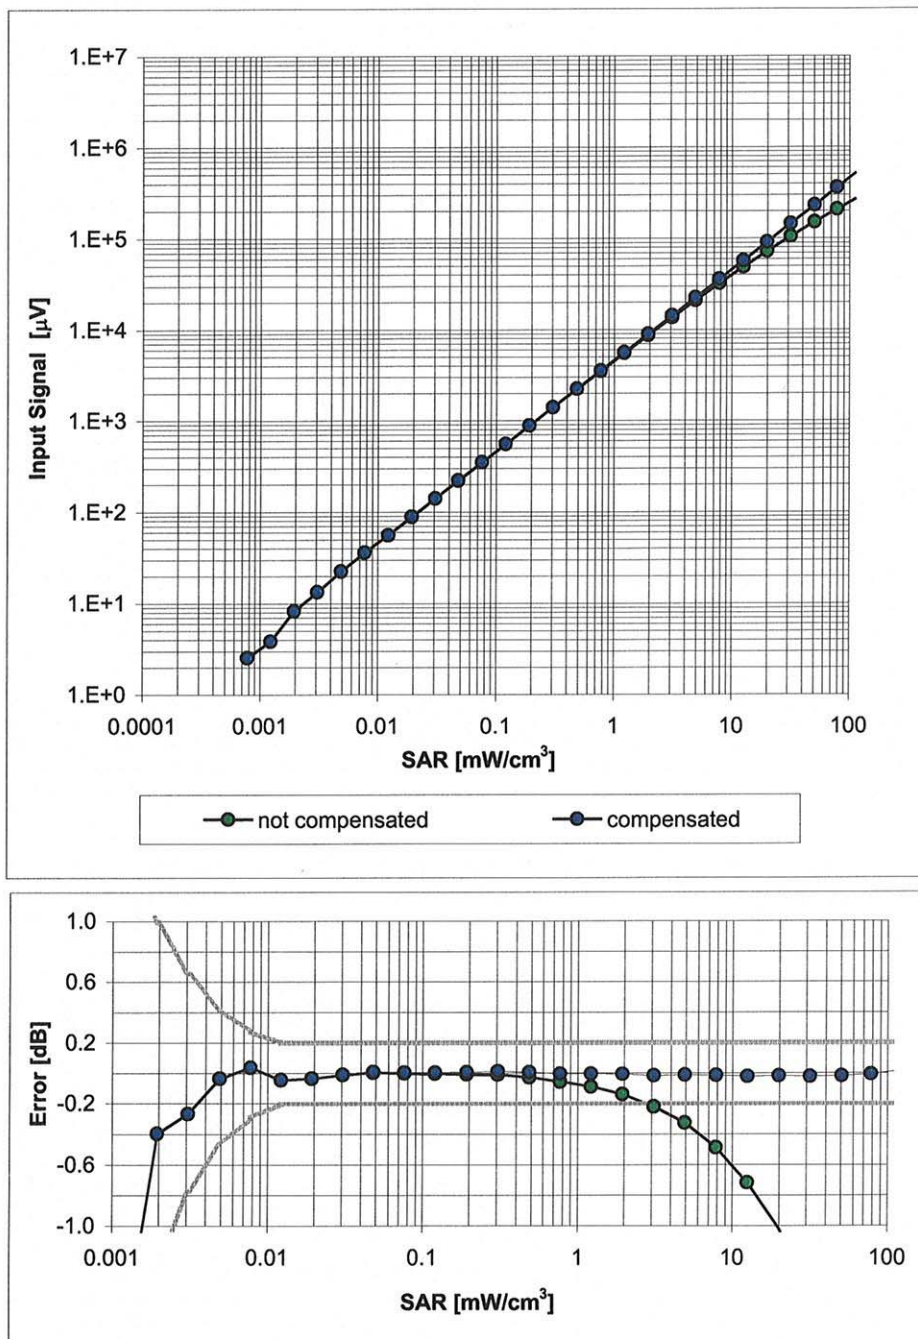 1.E+7
1.E+6
1.E+5
1.E+4
1.E+3
1.E+2
1.E+1
1.E+0
Input Signal [µV]
0.0001 0.001 0.01 0.1 1 10 100
SAR [mW/cm³]
not compensated compensated
1.0
0.6
0.2
-0.2
-0.6
-1.0
Error [dB]
0.001 0.01 0.1 1 10 100
SAR [mW/cm³]